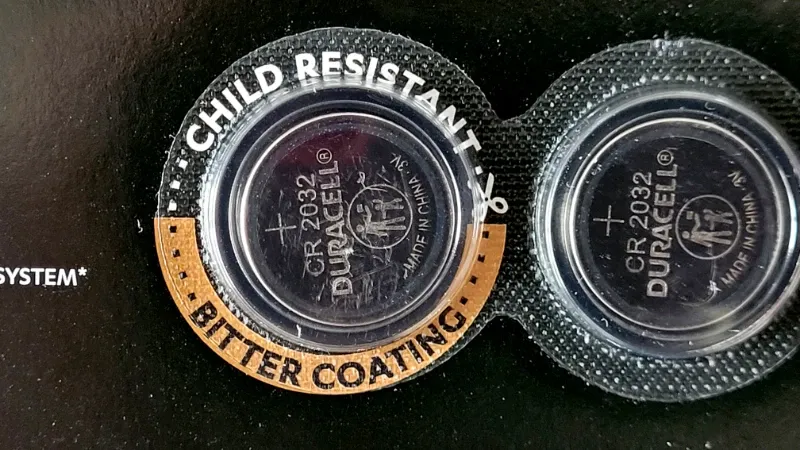 CHILD RESISTANT
SYSTEM*
+
CR 2032
DURACELL®
MADE IN CHINA 3V
BITTER COATING
+
CR 2032
DURACELL®
MADE IN CHINA 3V